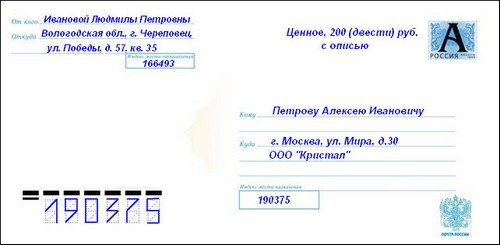 От кого Ивановой Людмилы Петровны
Откуда Вологодская обл., г. Череповец,
ул. Победы, д. 57, кв. 35
Индекс места отправления
166493
Ценное, 200 (двести) руб.
с описью
А
РОССИЯ
Кому Петрову Алексею Ивановичу
Куда г. Москва, ул. Мира, д.30
ООО "Кристал"
Индекс места назначения
190375
190375
ПОЧТА РОССИИ